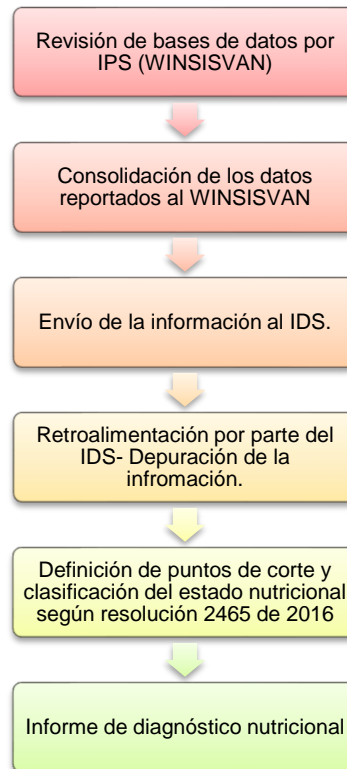 Revisión de bases de datos por
IPS (WINSISVAN)
Consolidación de los datos
reportados al WINSISVAN
Envío de la información al IDS.
Retroalimentación por parte del
IDS- Depuración de la
infromación.
Definición de puntos de corte y
clasificación del estado nutricional
según resolución 2465 de 2016
Informe de diagnóstico nutricional